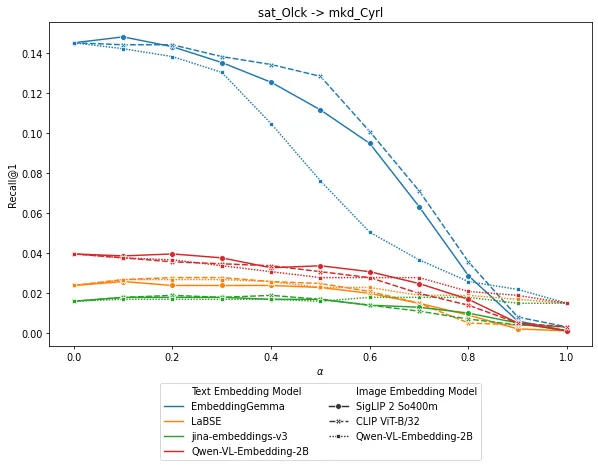 sat_Olck -> mkd_Cyrl
Recall@1
0.14
0.12
0.10
0.08
0.06
0.04
0.02
0.00
0.0 0.2 0.4 0.6 0.8 1.0
α
Text Embedding Model Image Embedding Model
EmbeddingGemma SigLIP 2 So400m
LaBSE CLIP ViT-B/32
jina-embeddings-v3 Qwen-VL-Embedding-2B
Qwen-VL-Embedding-2B